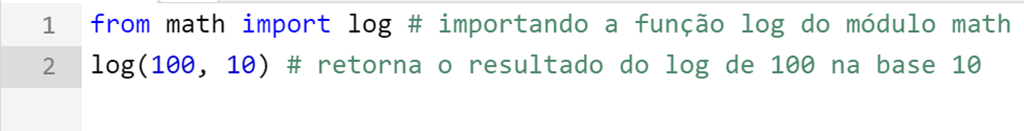 1 from math import log # importando a função log do módulo math
2 log(100, 10) # retorna o resultado do log de 100 na base 10